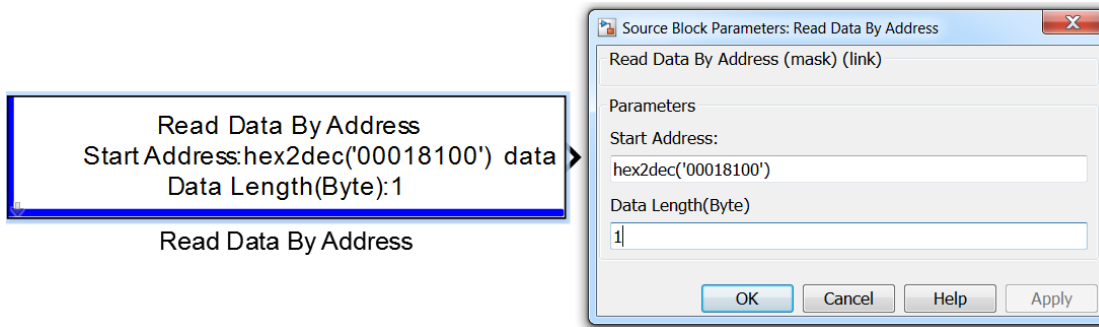 Read Data By Address
Start Address:hex2dec('00018100') data
Data Length(Byte):1
Read Data By Address
Source Block Parameters: Read Data By Address
Read Data By Address (mask) (link)
Parameters
Start Address:
hex2dec('00018100')
Data Length(Byte)
1
OK Cancel Help Apply